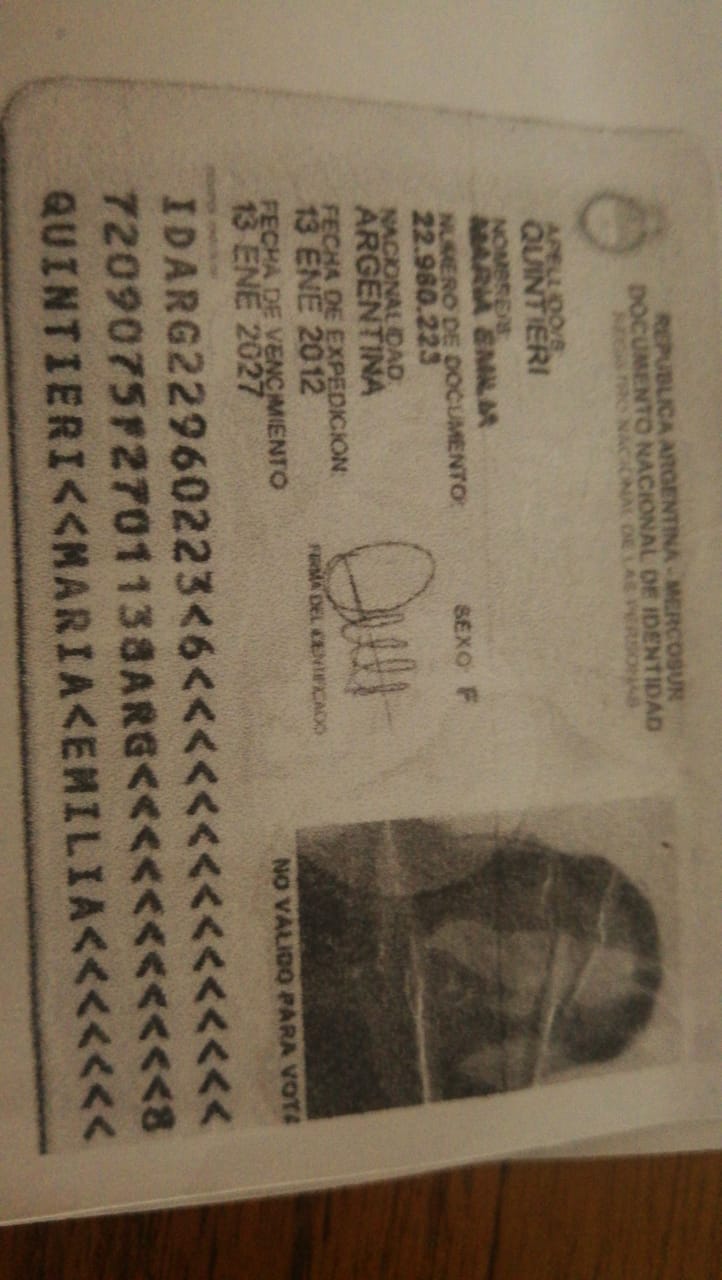 REPUBLICA ARGENTINA - MERCOSUR
DOCUMENTO NACIONAL DE IDENTIDAD
REGISTRO NACIONAL DE LAS PERSONAS
APELLIDO/S
QUINTIERI
NOMBRE/S:
MARIA EMILIA
SEXO F
NUMERO DE DOCUMENTO:
22.960.223
NACIONALIDAD:
ARGENTINA
FECHA DE EXPEDICION:
13 ENE 2012
FECHA DE VENCIMIENTO
13 ENE 2027
FIRMA DEL IDENTIFICADO
NO VALIDO PARA VOTA
IDARG22960223<6<<<<<<<<<<<<<<<
7209075F2701138ARG<<<<<<<<<<<8
QUINTIERI<<MARIA<EMILIA<<<<<<<